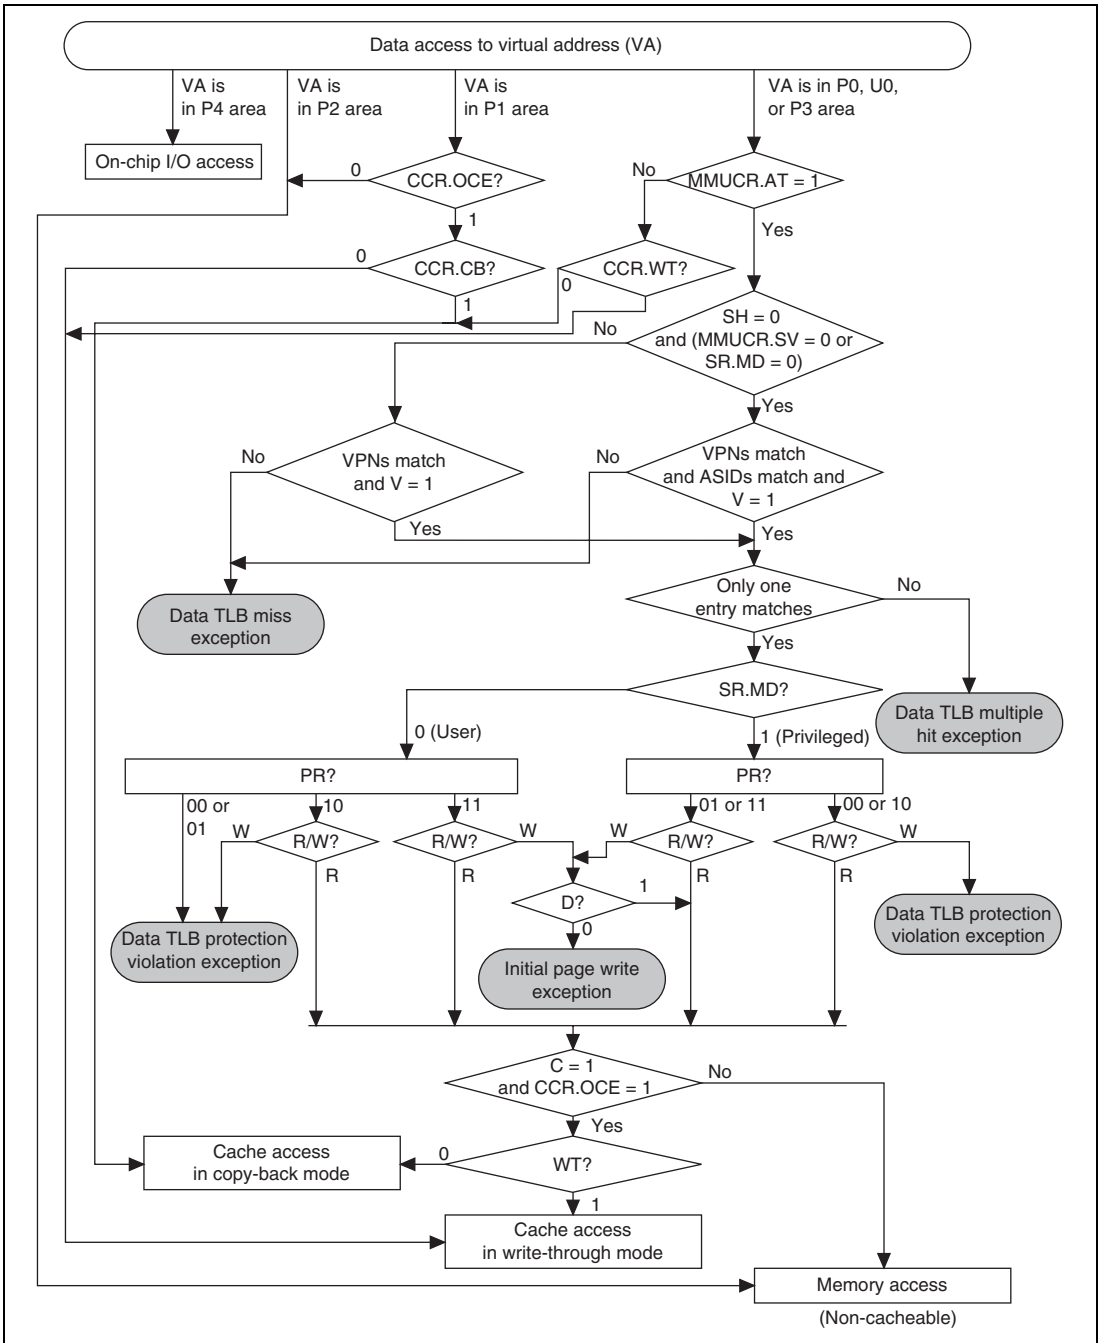 Data access to virtual address (VA)
VA is
in P4 area
VA is
in P2 area
VA is
in P1 area
VA is in P0, U0,
or P3 area
On-chip I/O access
0
CCR.OCE?
1
No
MMUCR.AT = 1
Yes
0
CCR.CB?
1
CCR.WT?
0
SH = 0
and (MMUCR.SV = 0 or
SR.MD = 0)
No
Yes
No
VPNs match
and V = 1
Yes
No
VPNs match
and ASIDs match and
V = 1
Yes
Data TLB miss
exception
Only one
entry matches
No
Yes
SR.MD?
Data TLB multiple
hit exception
0 (User)
1 (Privileged)
PR?
PR?
00 or
01
10
11
01 or 11
00 or 10
W
R/W?
R
R/W?
W
R
W
R/W?
R
R/W?
W
R
D?
1
0
Data TLB protection
violation exception
Initial page write
exception
Data TLB protection
violation exception
C = 1
and CCR.OCE = 1
No
Yes
Cache access
in copy-back mode
0
WT?
1
Cache access
in write-through mode
Memory access
(Non-cacheable)